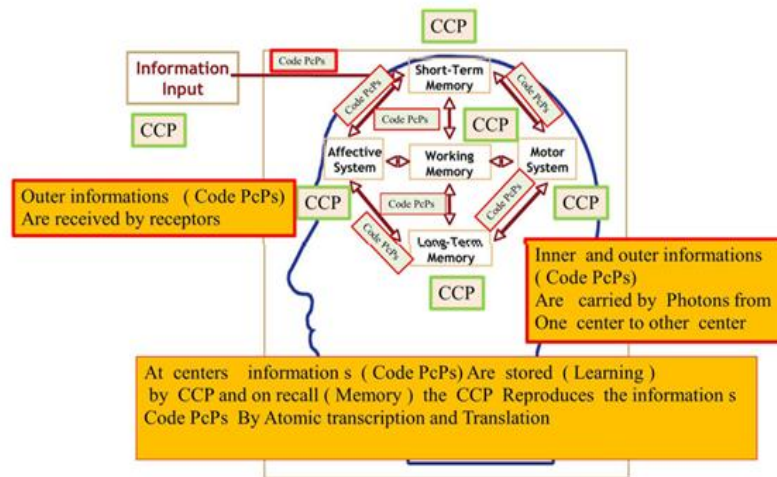 CCP
Code PcPs
Information
Input
Short-Term
Memory
Code PcPs
Code PcPs
Code PcPs
CCP
CCP
Affective
System
Working
Memory
Motor
System
Outer informations ( Code PcPs)
Are received by receptors
CCP
Code PcPs
Code PcPs
CCP
Code PcPs
Long-Term
Memory
Inner and outer informations
( Code PcPs)
Are carried by Photons from
One center to other center
CCP
At centers information s ( Code PcPs) Are stored ( Learning )
by CCP and on recall ( Memory ) the CCP Reproduces the information s
Code PcPs By Atomic transcription and Translation